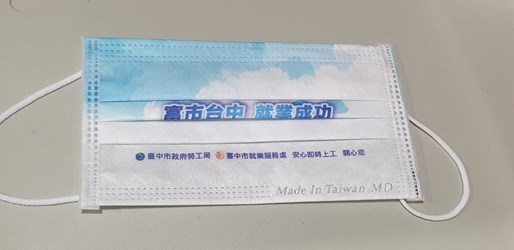 富市台中 就業成功
臺中市政府勞工局 臺中市就業服務處 安心即時上工 關心您
Made In Taiwan MD